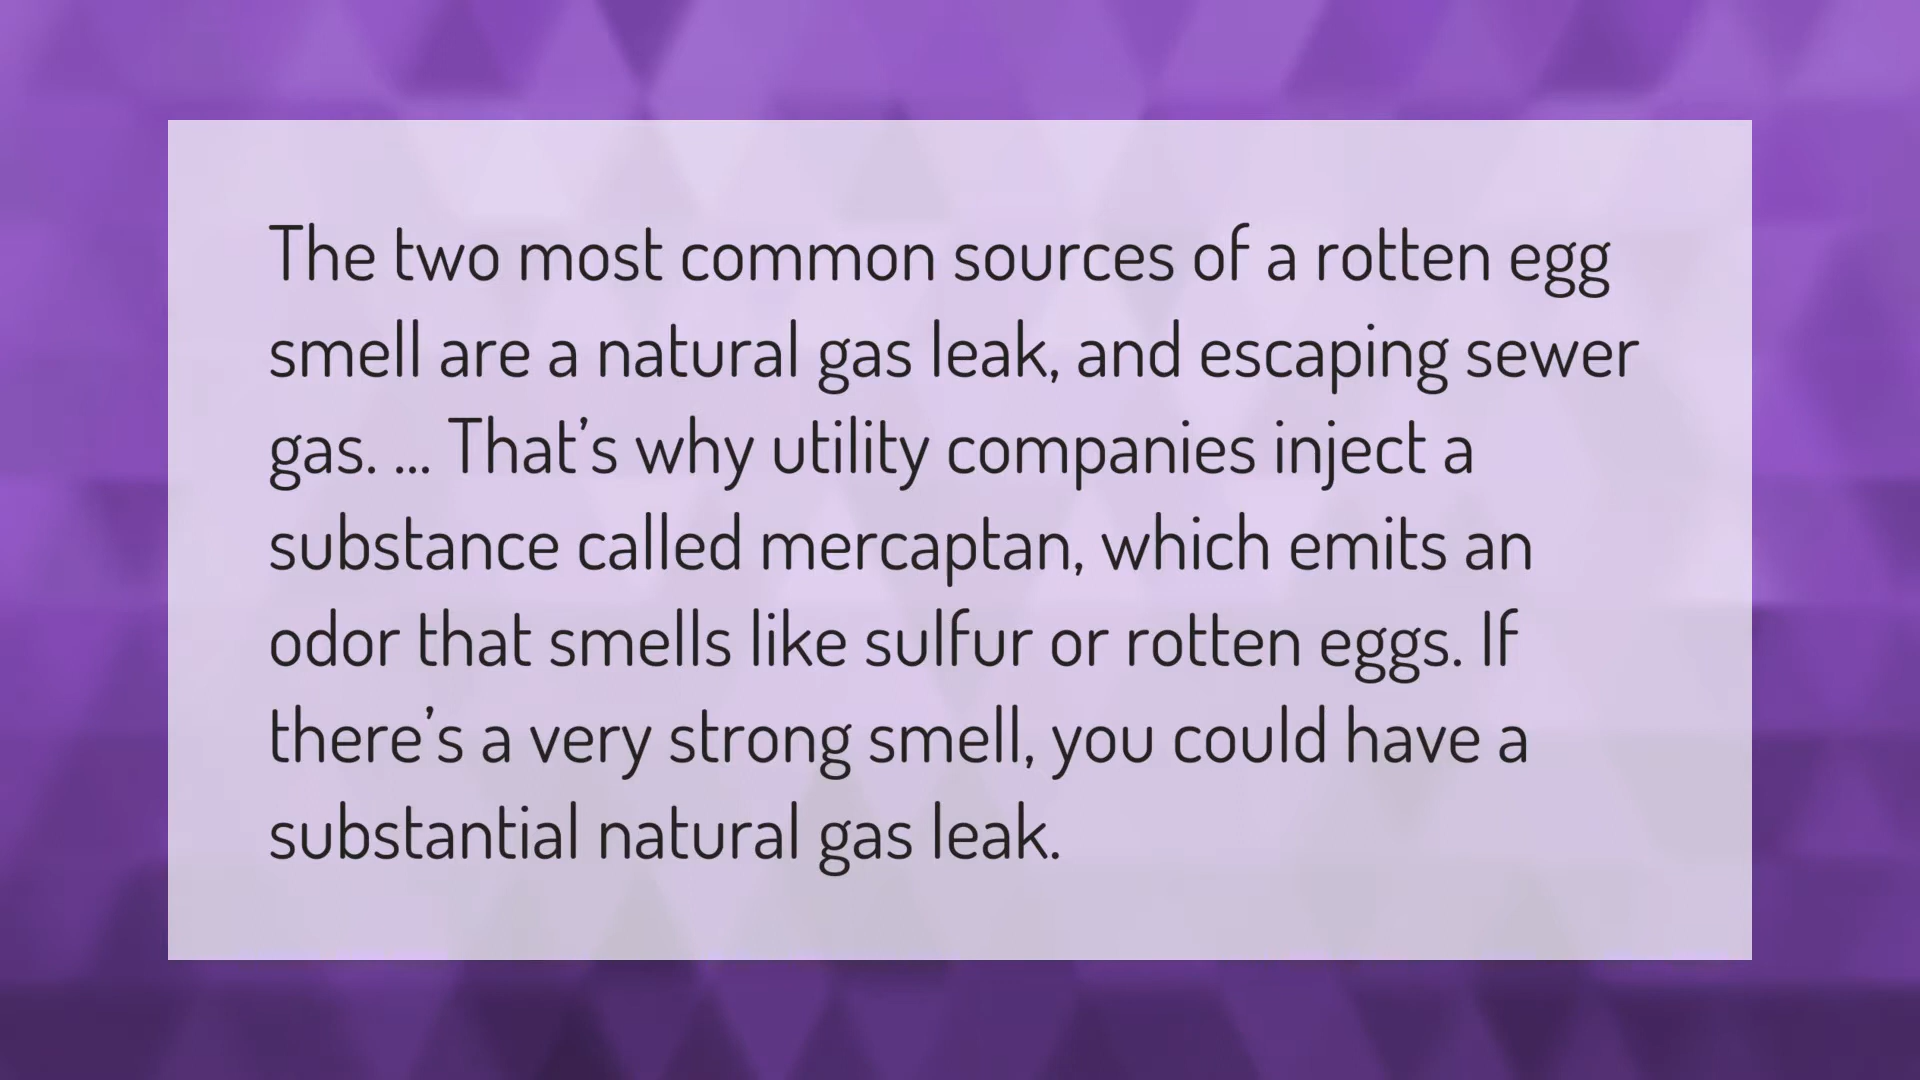 The two most common sources of a rotten egg
smell are a natural gas leak, and escaping sewer
gas. ... That's why utility companies inject a
substance called mercaptan, which emits an
odor that smells like sulfur or rotten eggs. If
there's a very strong smell, you could have a
substantial natural gas leak.